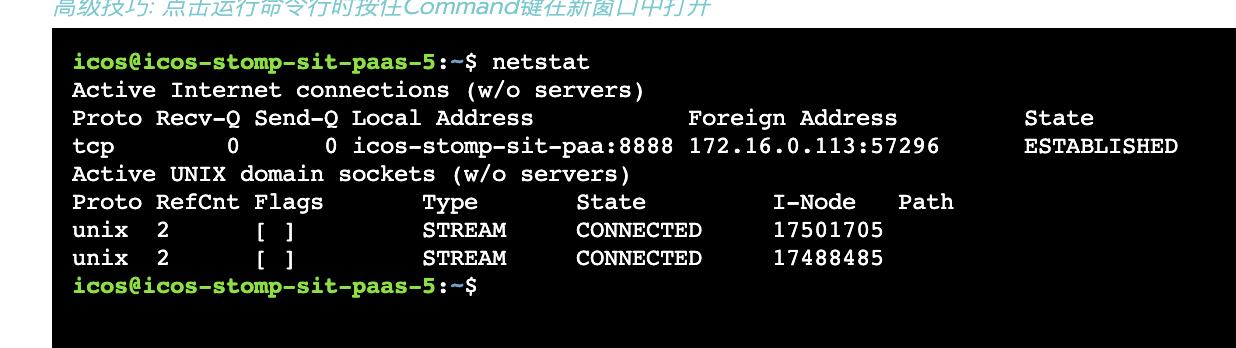 高级技巧: 点击运行命令行时按住Command键在新窗口中打开
icos@icos-stomp-sit-paas-5:~$ netstat
Active Internet connections (w/o servers)
Proto Recv-Q Send-Q Local Address           Foreign Address         State
tcp        0      0 icos-stomp-sit-paa:8888 172.16.0.113:57296      ESTABLISHED
Active UNIX domain sockets (w/o servers)
Proto RefCnt Flags       Type       State         I-Node   Path
unix  2      [ ]         STREAM     CONNECTED     17501705
unix  2      [ ]         STREAM     CONNECTED     17488485
icos@icos-stomp-sit-paas-5:~$